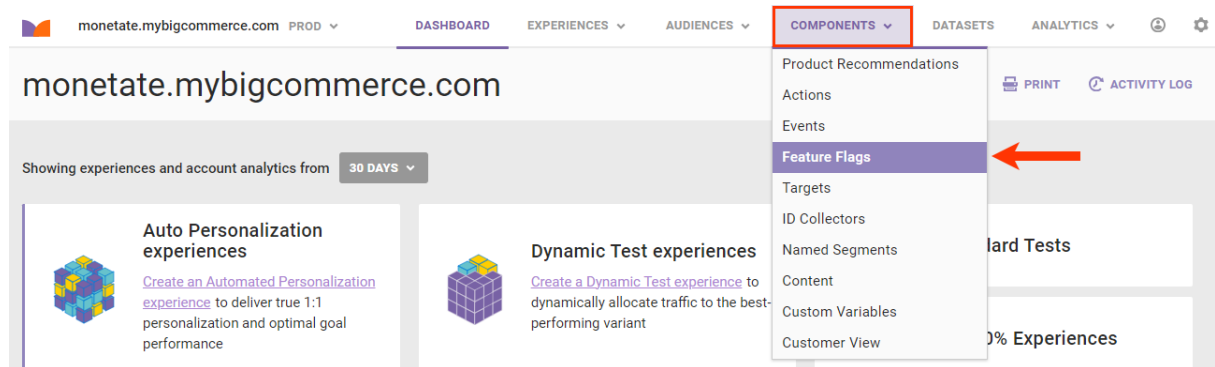 monetate.mybigcommerce.com PROD
DASHBOARD
EXPERIENCES
AUDIENCES
COMPONENTS
DATASETS
ANALYTICS
monetate.mybigcommerce.com
PRINT
ACTIVITY LOG
Product Recommendations
Actions
Events
Feature Flags
Targets
ID Collectors
Named Segments
Content
Custom Variables
Customer View
Showing experiences and account analytics from 30 DAYS
Auto Personalization
experiences
Create an Automated Personalization
experience to deliver true 1:1
personalization and optimal goal
performance
Dynamic Test experiences
Create a Dynamic Test experience to
dynamically allocate traffic to the best-
performing variant
Tests
Experiences